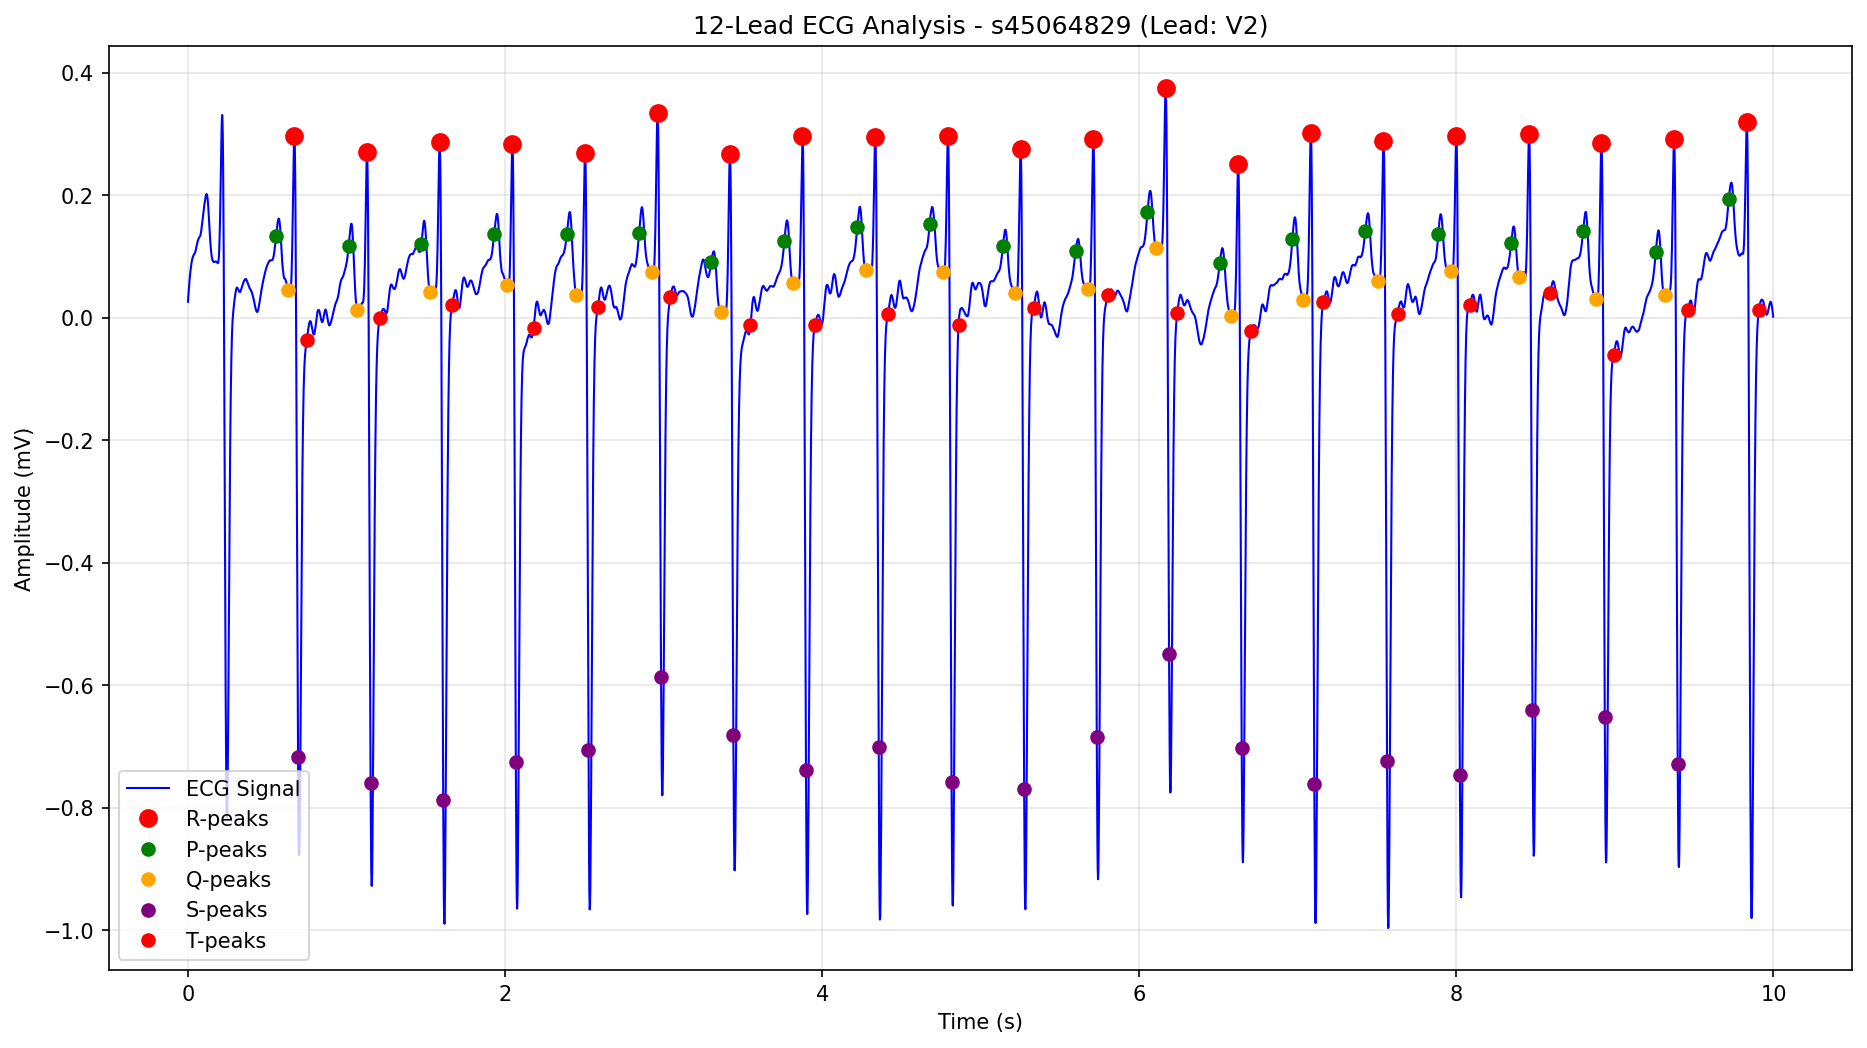 12-Lead ECG Analysis - s45064829 (Lead: V2)
0.4
0.2
0.0
−0.2
−0.4
−0.6
−0.8
−1.0
Amplitude (mV)
ECG Signal
R-peaks
P-peaks
Q-peaks
S-peaks
T-peaks
0 2 4 6 8 10
Time (s)